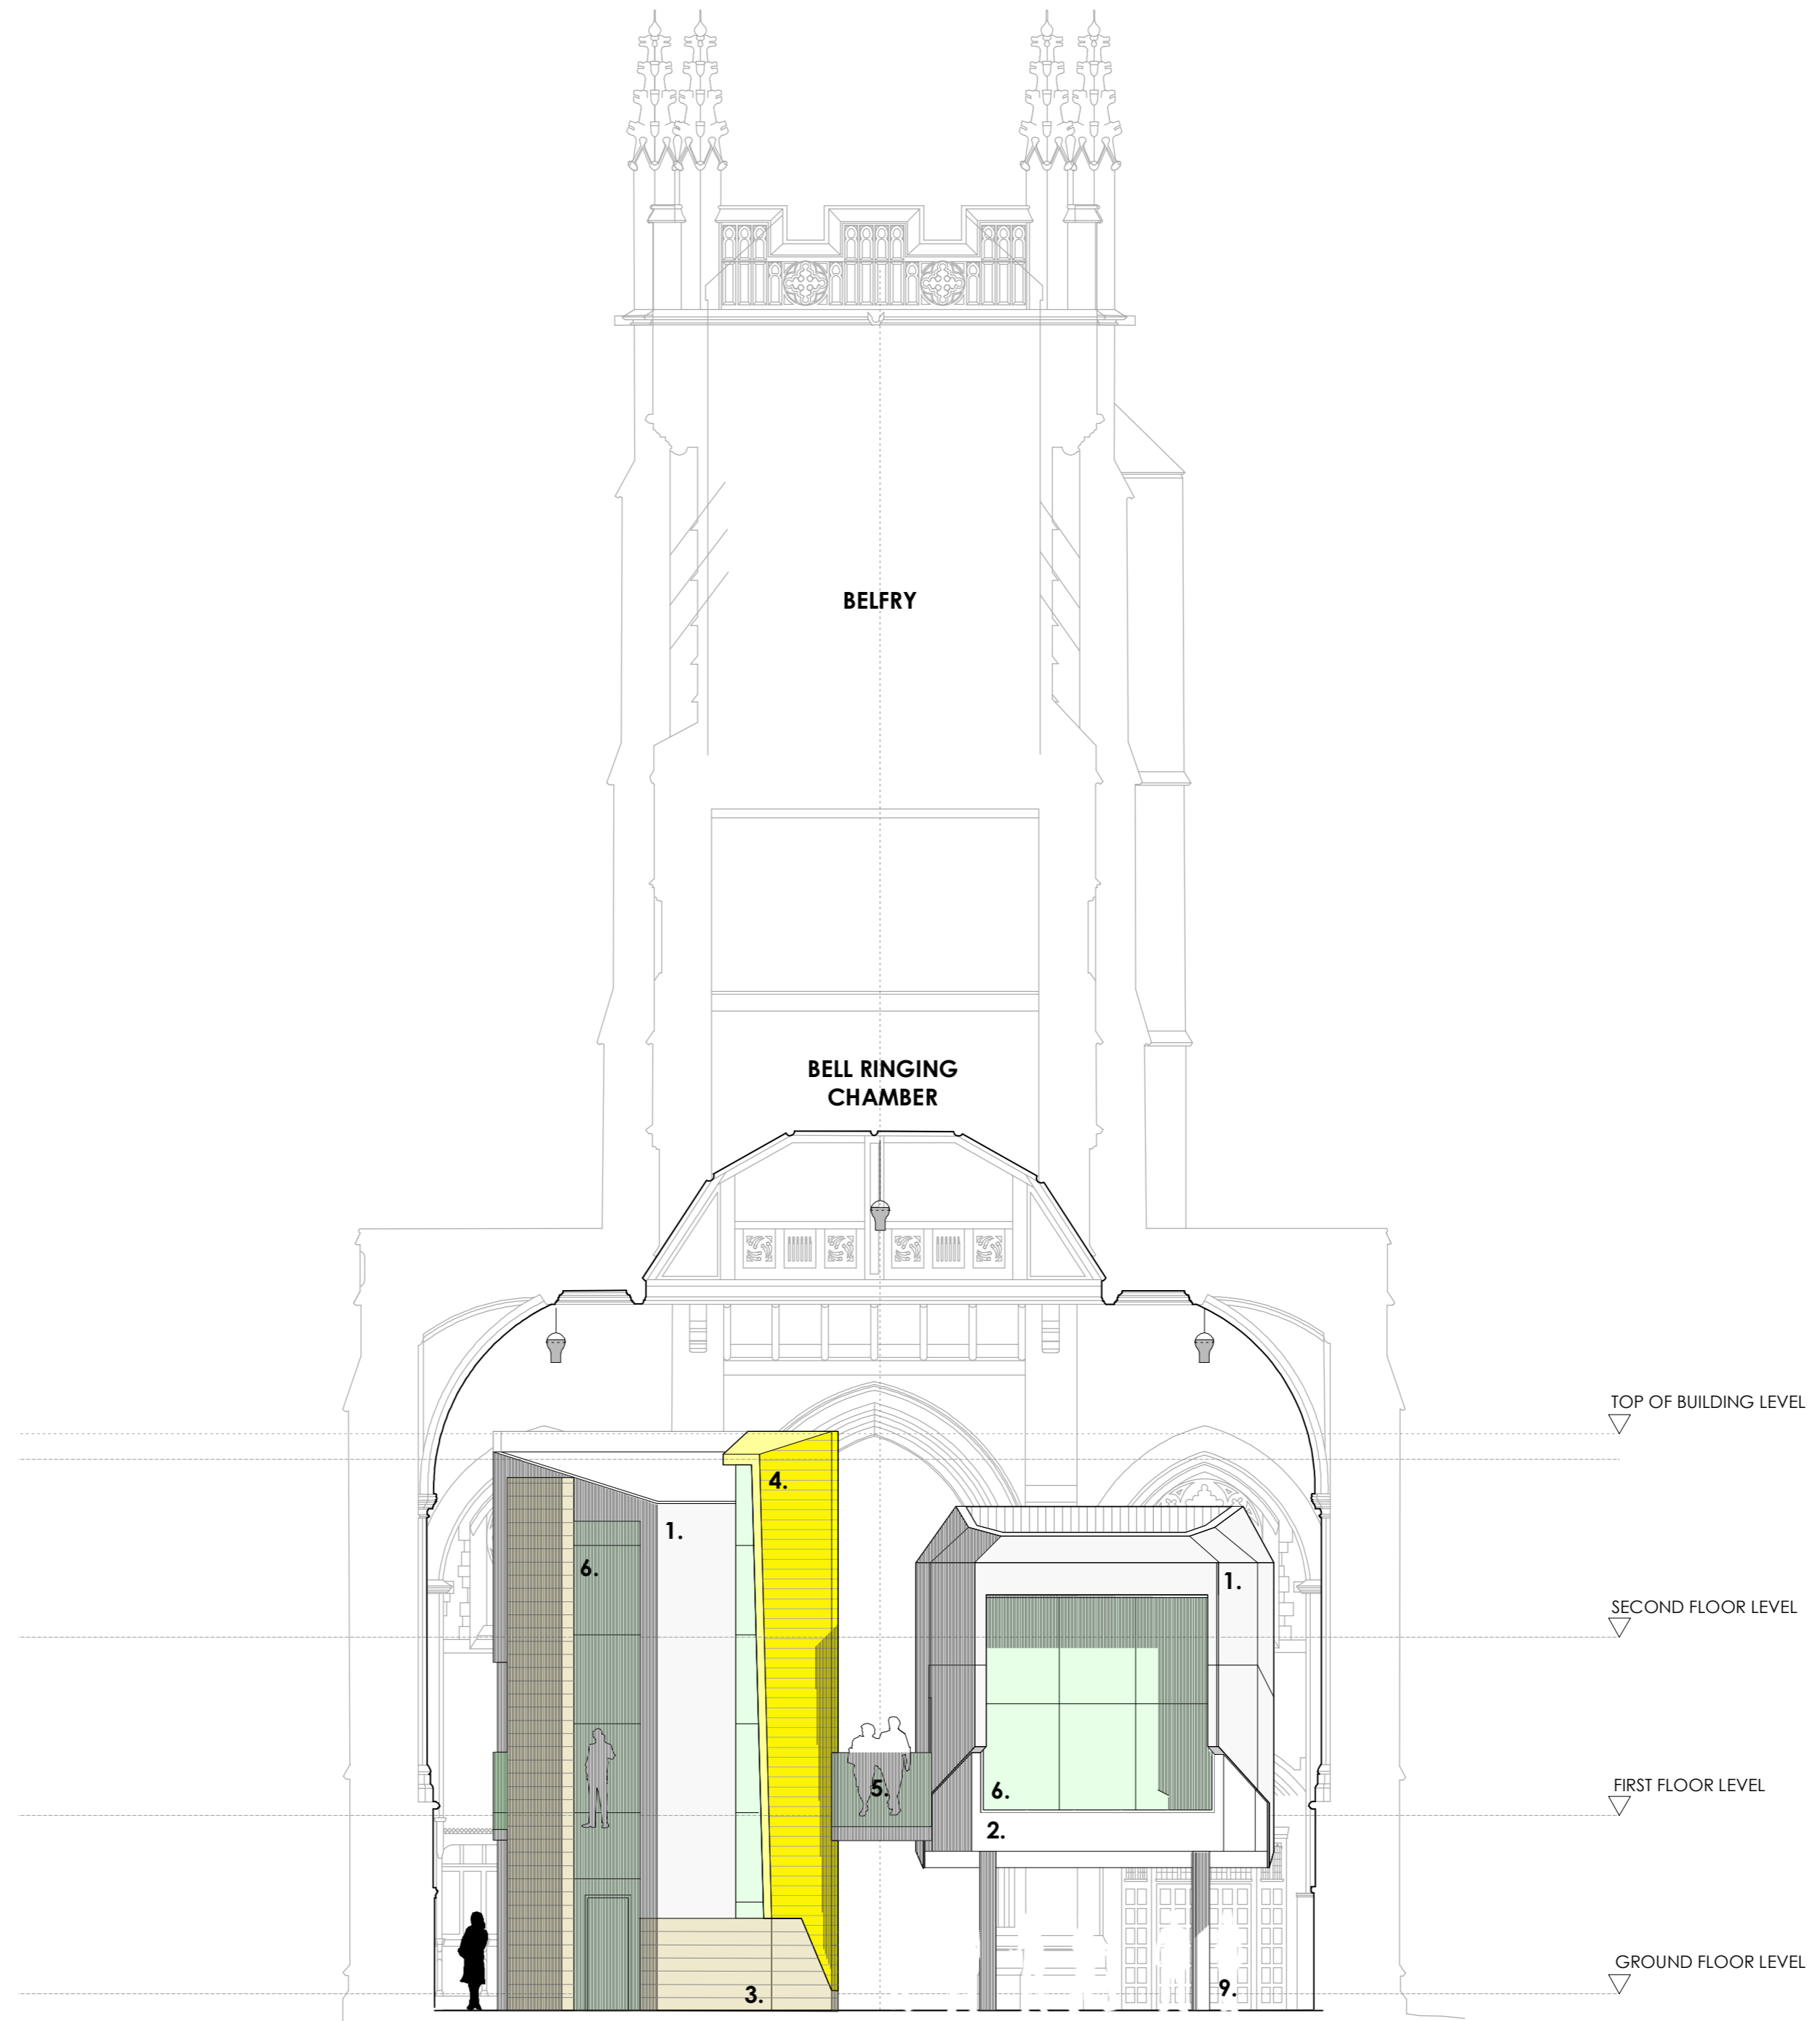 BELFRY
BELL RINGING
CHAMBER
TOP OF BUILDING LEVEL
4.
1.
6.
1.
SECOND FLOOR LEVEL
5.
6.
FIRST FLOOR LEVEL
2.
GROUND FLOOR LEVEL
3.
9.